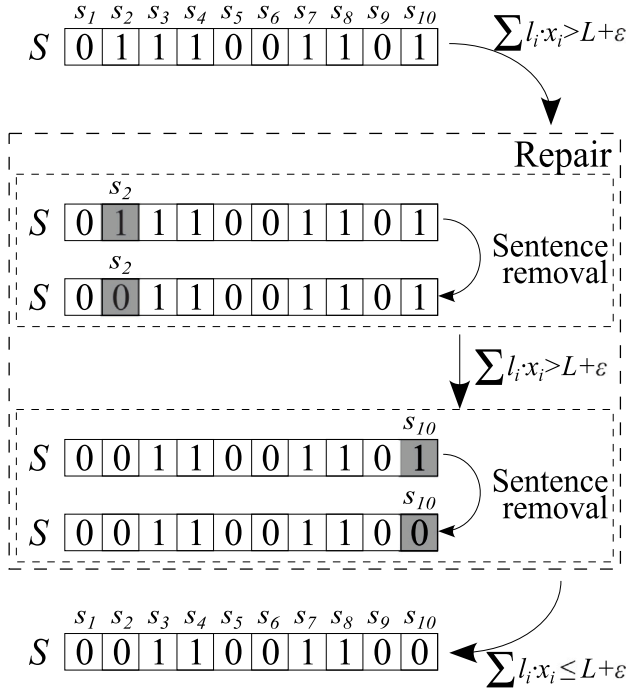 s₁ s₂ s₃ s₄ s₅ s₆ s₇ s₈ s₉ s₁₀
S 0 1 1 1 0 0 1 1 0 1
∑ lᵢ·xᵢ>L+ε
Repair
s₂
S 0 1 1 1 0 0 1 1 0 1
Sentence
removal
s₂
S 0 0 1 1 0 0 1 1 0 1
∑ lᵢ·xᵢ>L+ε
s₁₀
S 0 0 1 1 0 0 1 1 0 1
Sentence
removal
s₁₀
S 0 0 1 1 0 0 1 1 0 0
s₁ s₂ s₃ s₄ s₅ s₆ s₇ s₈ s₉ s₁₀
S 0 0 1 1 0 0 1 1 0 0
∑ lᵢ·xᵢ≤L+ε